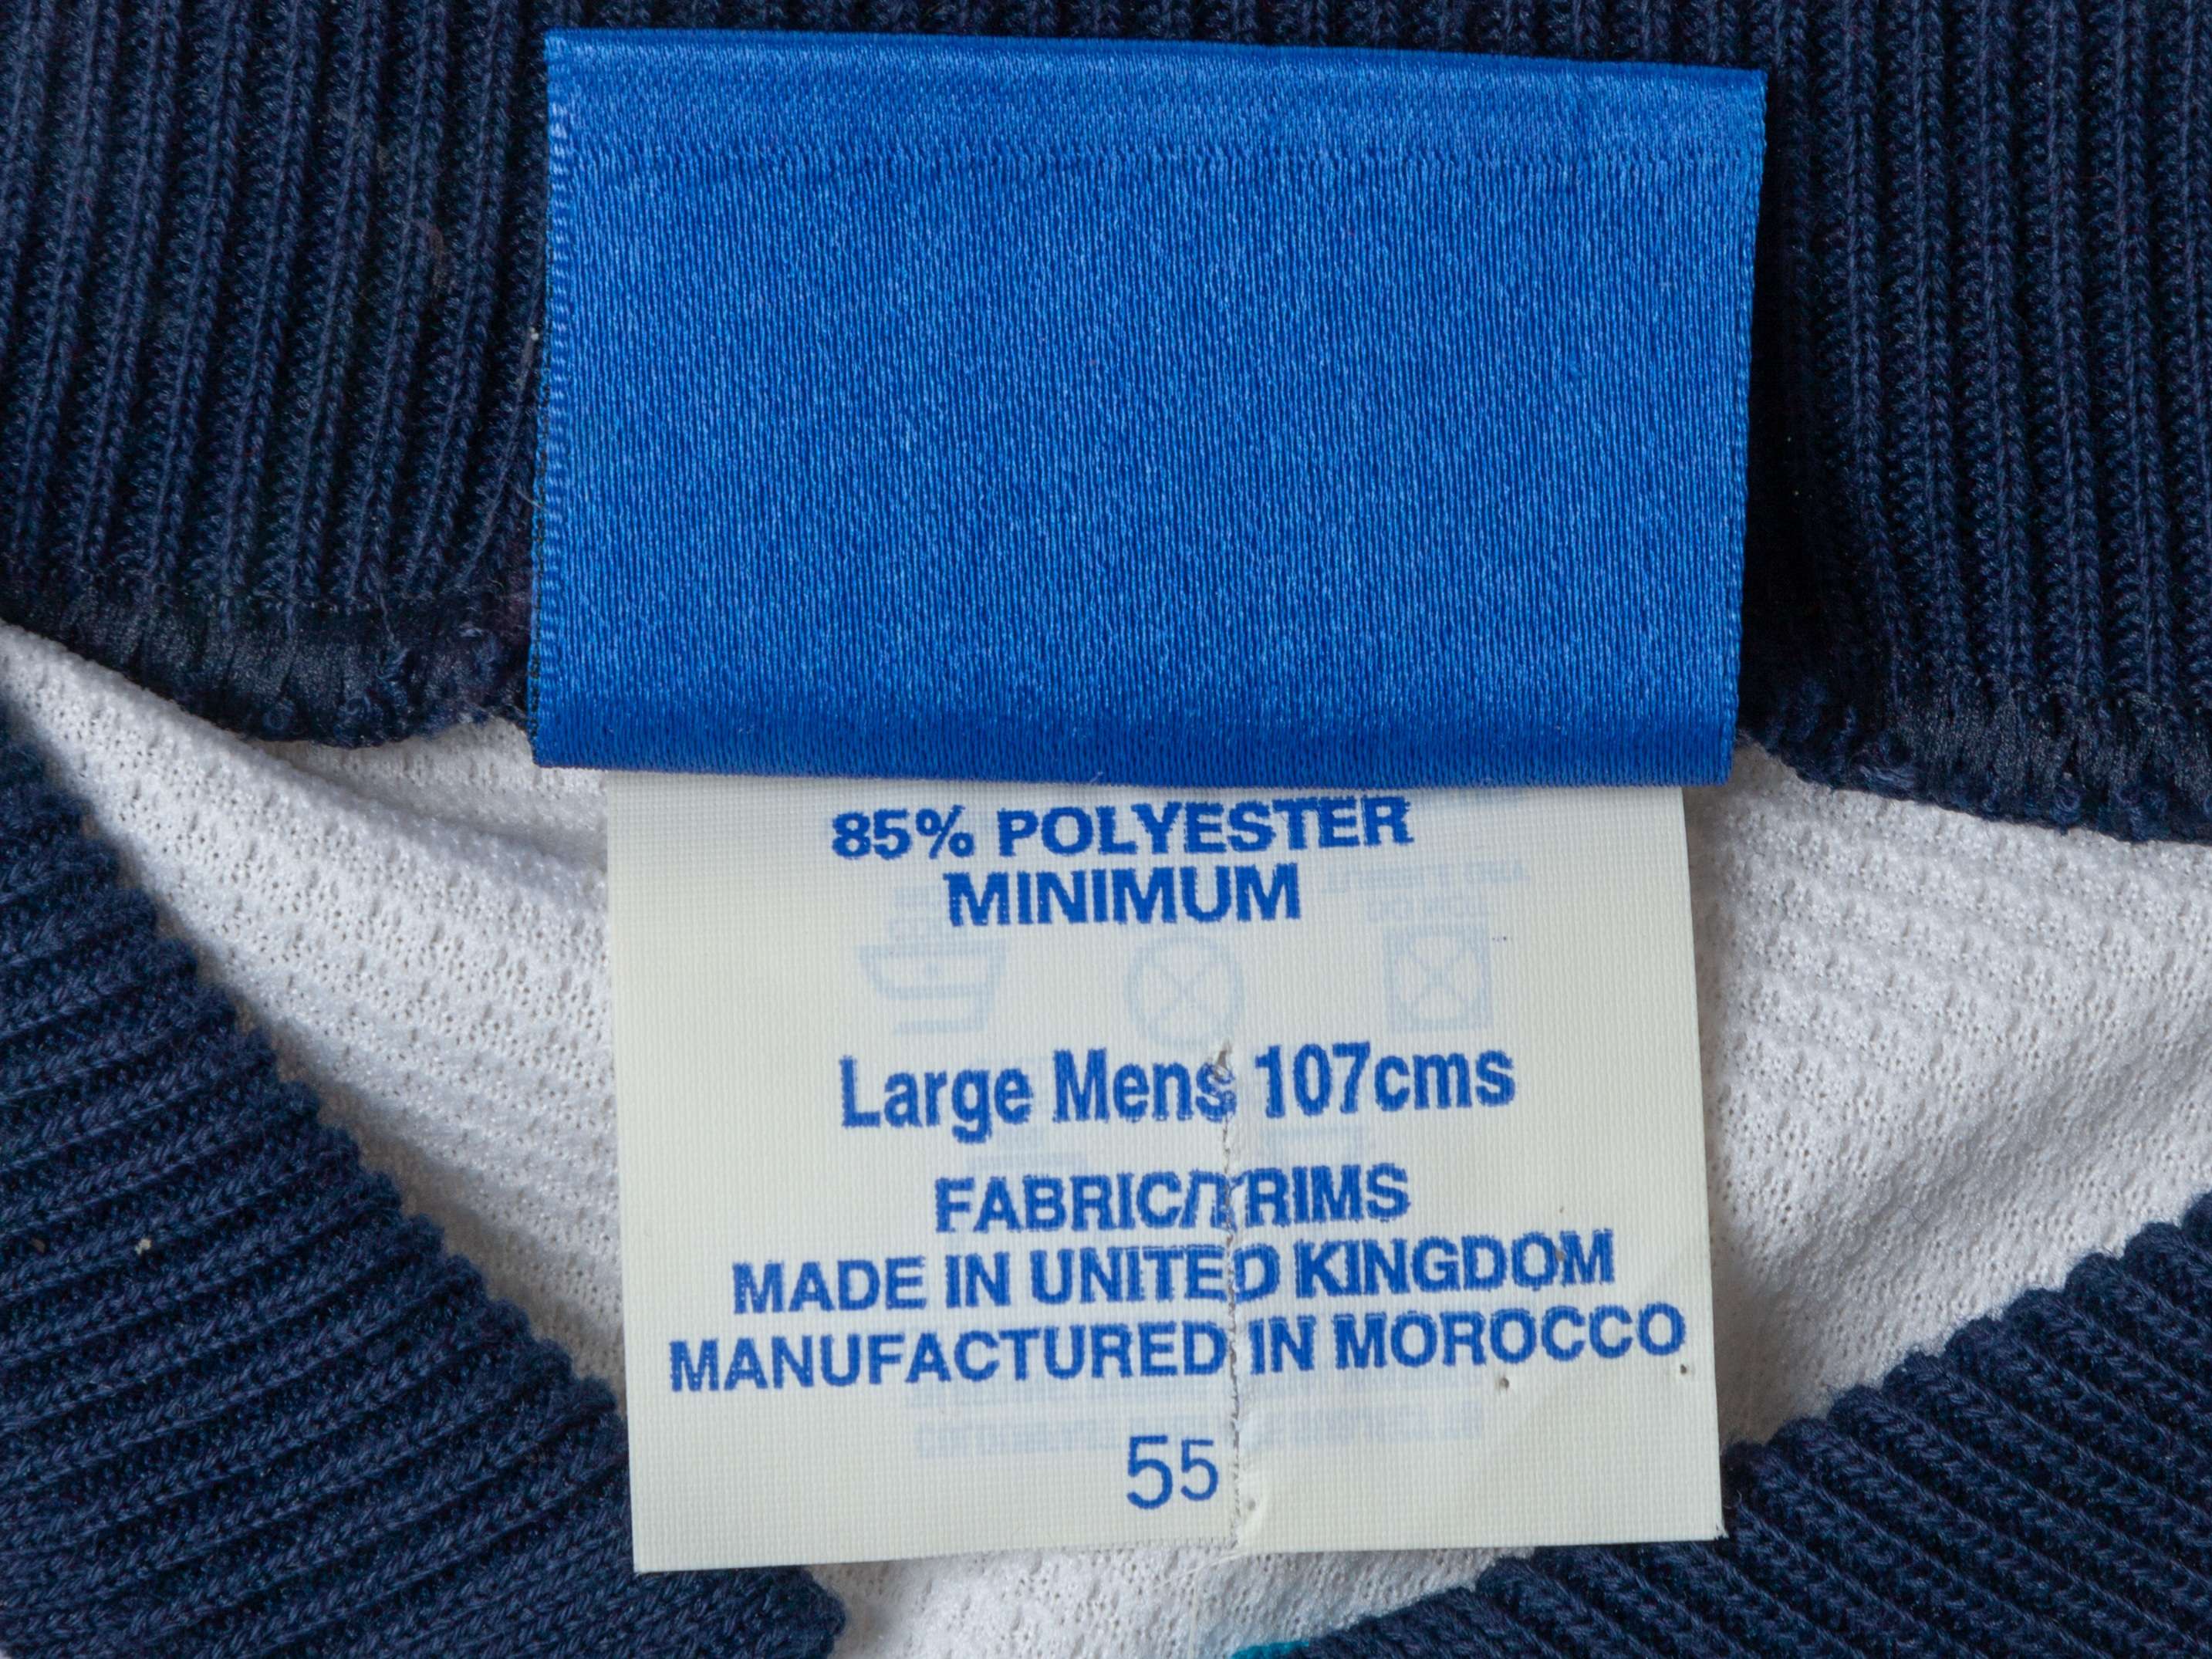 85% POLYESTER
MINIMUM
Large Mens 107cms
FABRIC/TRIMS
MADE IN UNITED KINGDOM
MANUFACTURED IN MOROCCO
55